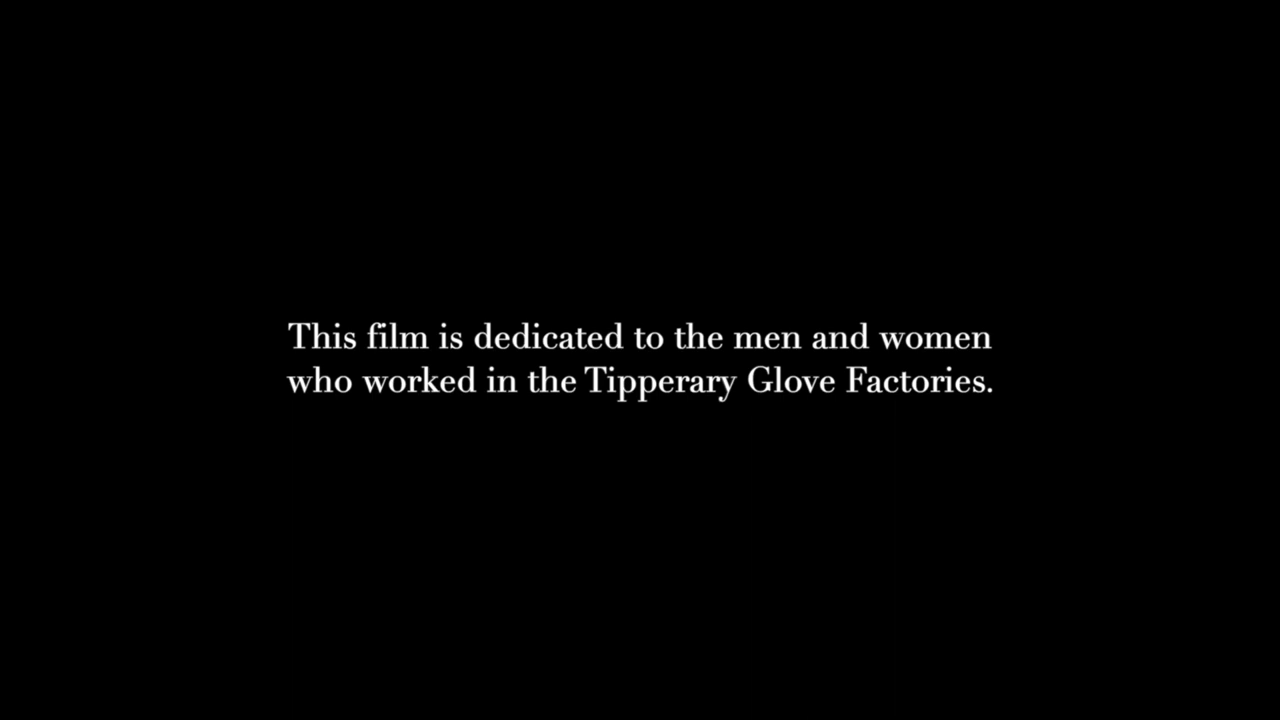 This film is dedicated to the men and women
who worked in the Tipperary Glove Factories.